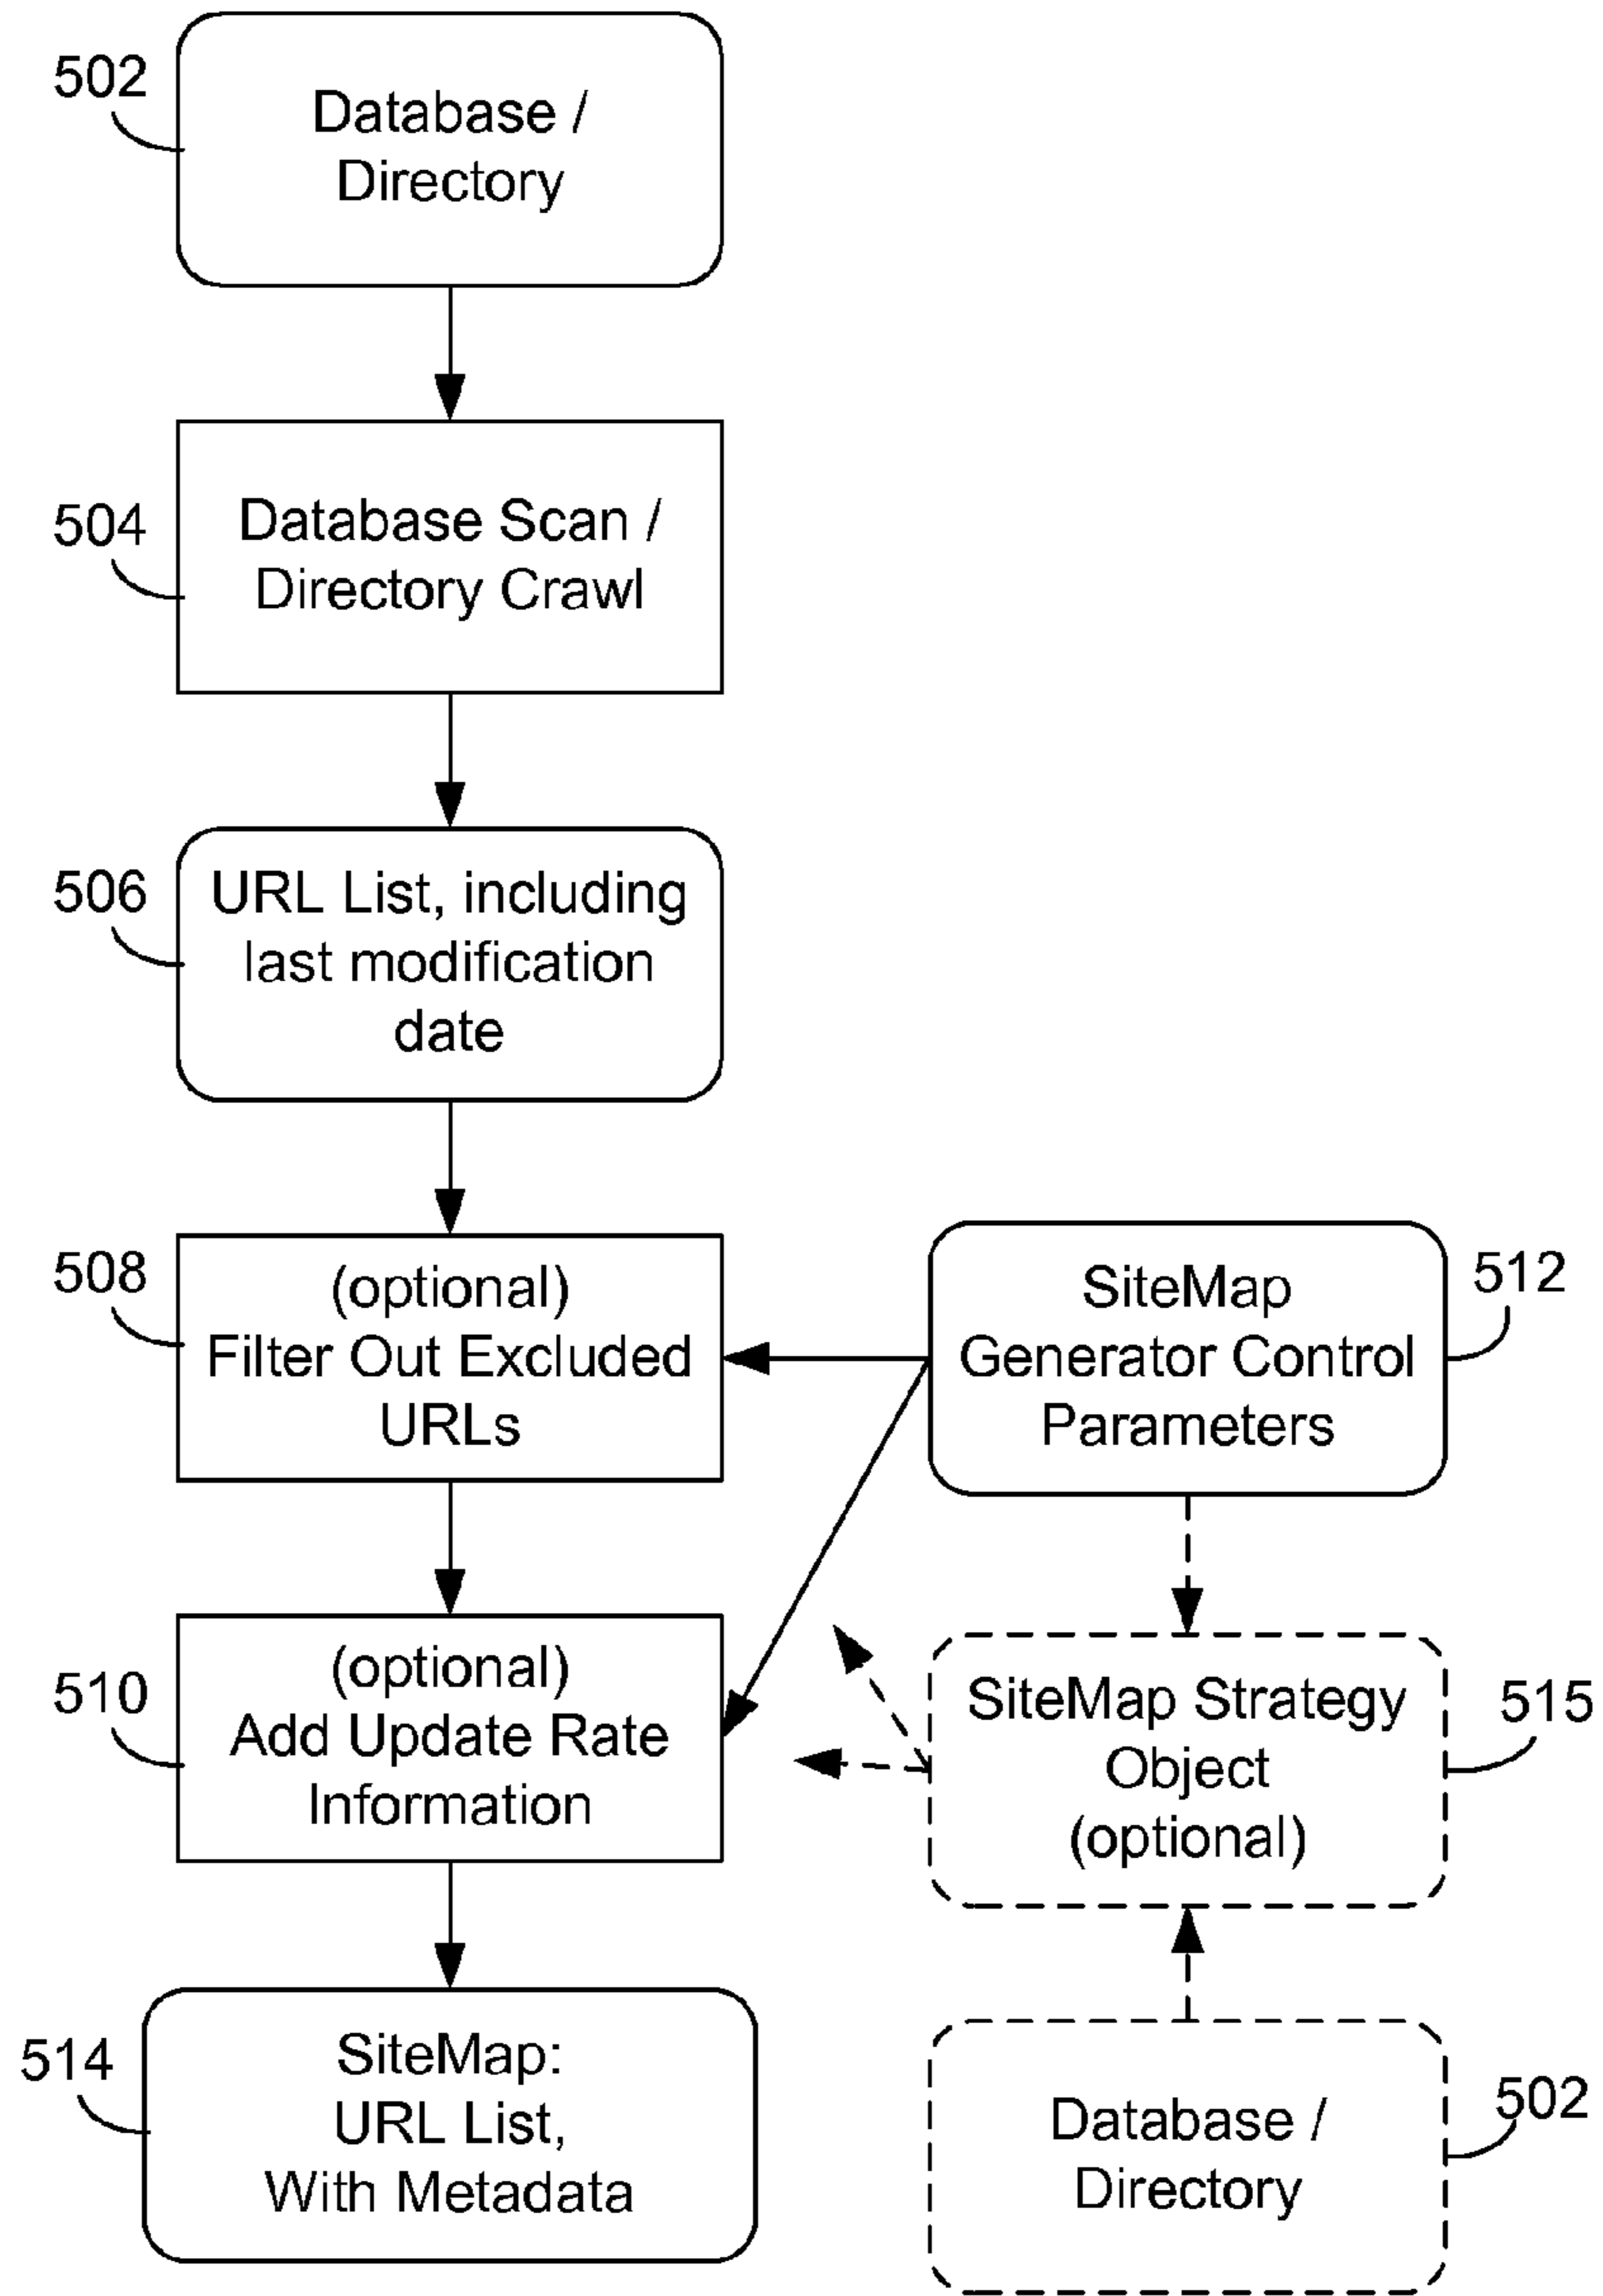 502
Database /
Directory
504
Database Scan /
Directory Crawl
506
URL List, including
last modification
date
508
(optional)
Filter Out Excluded
URLs
SiteMap
Generator Control
Parameters
512
510
(optional)
Add Update Rate
Information
SiteMap Strategy
Object
(optional)
515
514
SiteMap:
URL List,
With Metadata
Database /
Directory
502